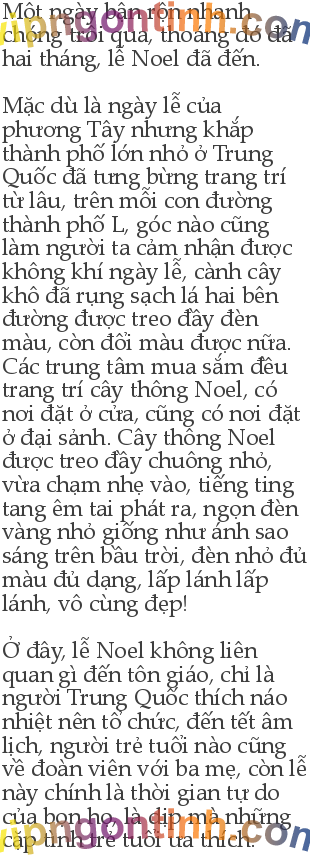 Một ngày bận rộn nhanh
chóng trôi qua, thoáng đó đã
hai tháng, lễ Noel đã đến.
Mặc dù là ngày lễ của
phương Tây nhưng khắp
thành phố lớn nhỏ ở Trung
Quốc đã tưng bừng trang trí
từ lâu, trên mỗi con đường
thành phố L, góc nào cũng
làm người ta cảm nhận được
không khí ngày lễ, cành cây
khô đã rụng sạch lá hai bên
đường được treo đầy đèn
màu, còn đổi màu được nữa.
Các trung tâm mua sắm đều
trang trí cây thông Noel, có
nơi đặt ở cửa, cũng có nơi đặt
ở đại sảnh. Cây thông Noel
được treo đầy chuông nhỏ,
vừa chạm nhẹ vào, tiếng ting
tang êm tai phát ra, ngọn đèn
vàng nhỏ giống như ánh sao
sáng trên bầu trời, đèn nhỏ đủ
màu đủ dạng, lấp lánh lấp
lánh, vô cùng đẹp!
Ở đây, lễ Noel không liên
quan gì đến tôn giáo, chỉ là
người Trung Quốc thích náo
nhiệt nên tổ chức, đến tết âm
lịch, người trẻ tuổi nào cũng
về đoàn viên với ba mẹ, còn lễ
này chính là thời gian tự do
của bọn họ, là dịp mà những
cặp tình trẻ tuổi ưa thích.
vipngontinh.com
vipngontinh.com